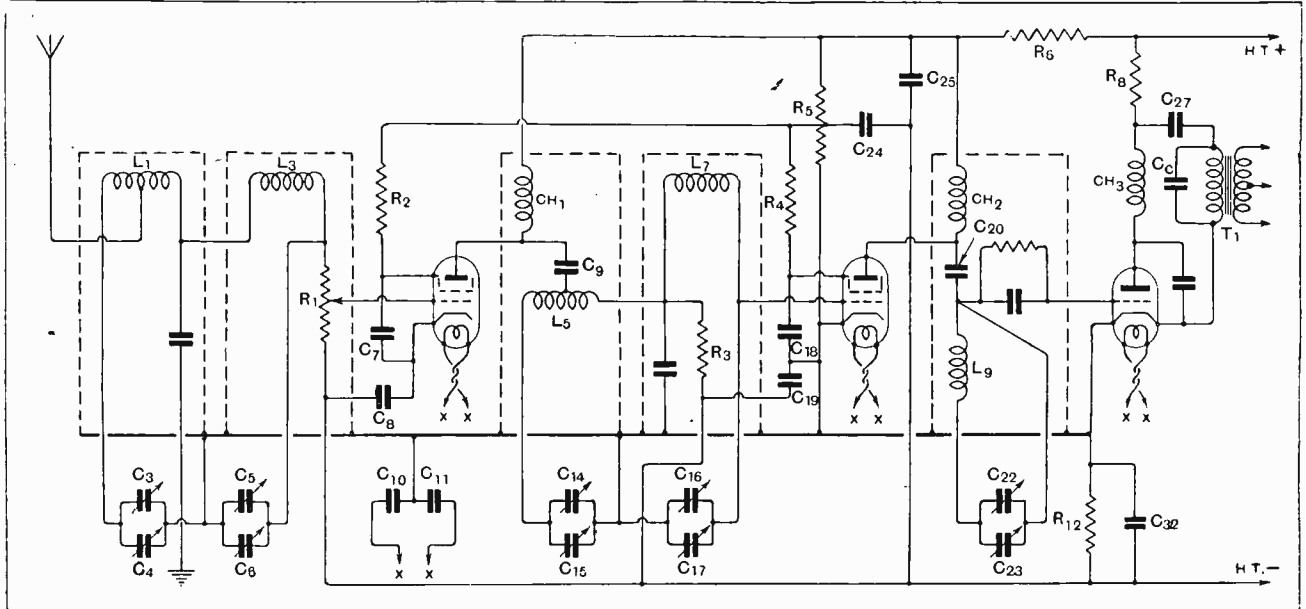 H T +
R6
R8
C25
R5
C27
C24
L1
L3
L7
CH1
R2
R4
CH2
CH3
Cc
C20
T1
C9
R1
L5
C7
R3
C18
L9
C19
C8
X X
X X
X X
C3
C5
C10
C11
C14
C16
C22
R12
C32
C4
C6
X X
C15
C17
C23
H T. –